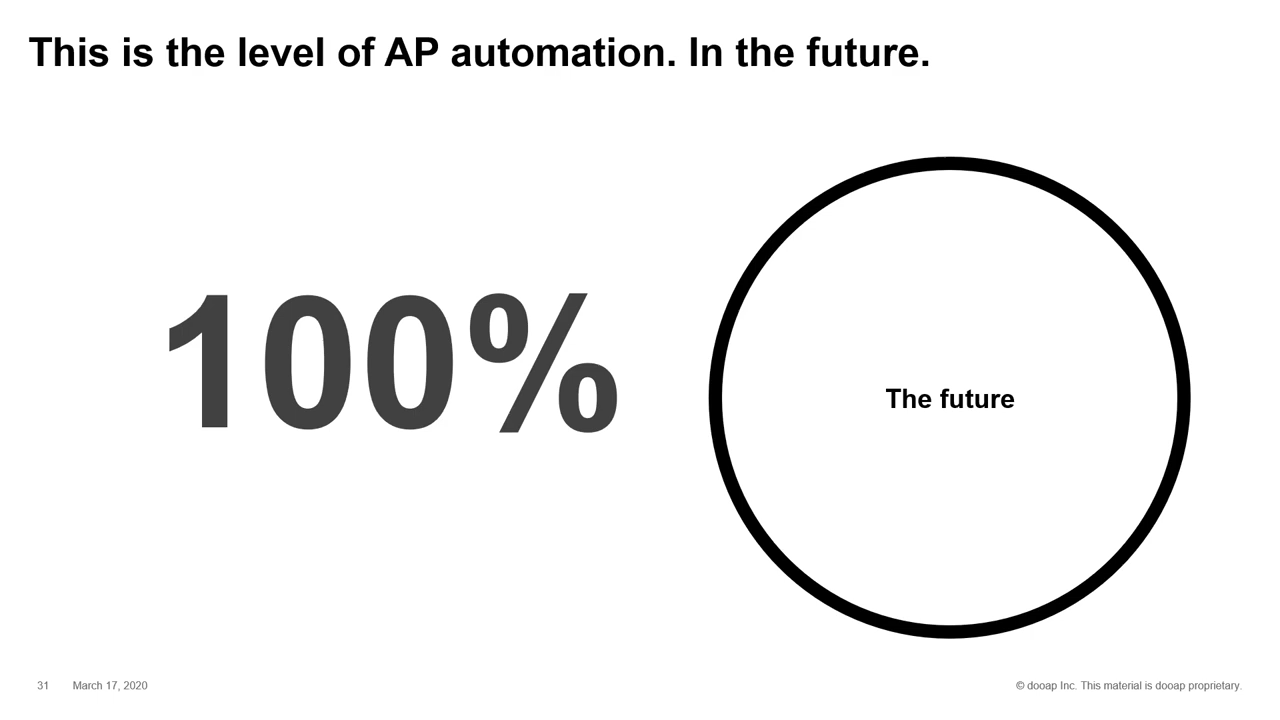 This is the level of AP automation. In the future.
100%
The future
31 March 17, 2020
© dooap Inc. This material is dooap proprietary.